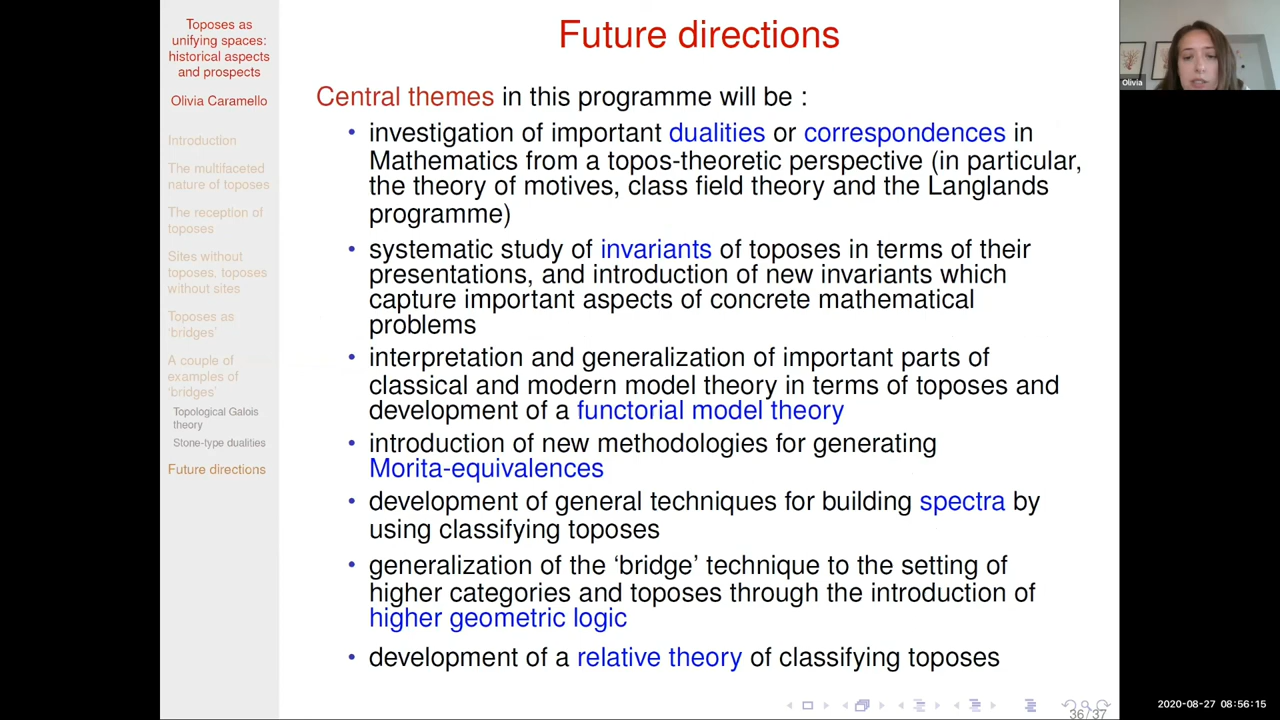 Toposes as
unifying spaces:
historical aspects
and prospects
Olivia Caramello
Introduction
The multifaceted
nature of toposes
The reception of
toposes
Sites without
toposes, toposes
without sites
Toposes as
‘bridges’
A couple of
examples of
‘bridges’
Topological Galois
theory
Stone-type dualities
Future directions
Future directions
Central themes in this programme will be :
• investigation of important dualities or correspondences in
Mathematics from a topos-theoretic perspective (in particular,
the theory of motives, class field theory and the Langlands
programme)
• systematic study of invariants of toposes in terms of their
presentations, and introduction of new invariants which
capture important aspects of concrete mathematical
problems
• interpretation and generalization of important parts of
classical and modern model theory in terms of toposes and
development of a functorial model theory
• introduction of new methodologies for generating
Morita-equivalences
• development of general techniques for building spectra by
using classifying toposes
• generalization of the ‘bridge’ technique to the setting of
higher categories and toposes through the introduction of
higher geometric logic
• development of a relative theory of classifying toposes
36/37
Olivia
2020-08-27 08:56:15